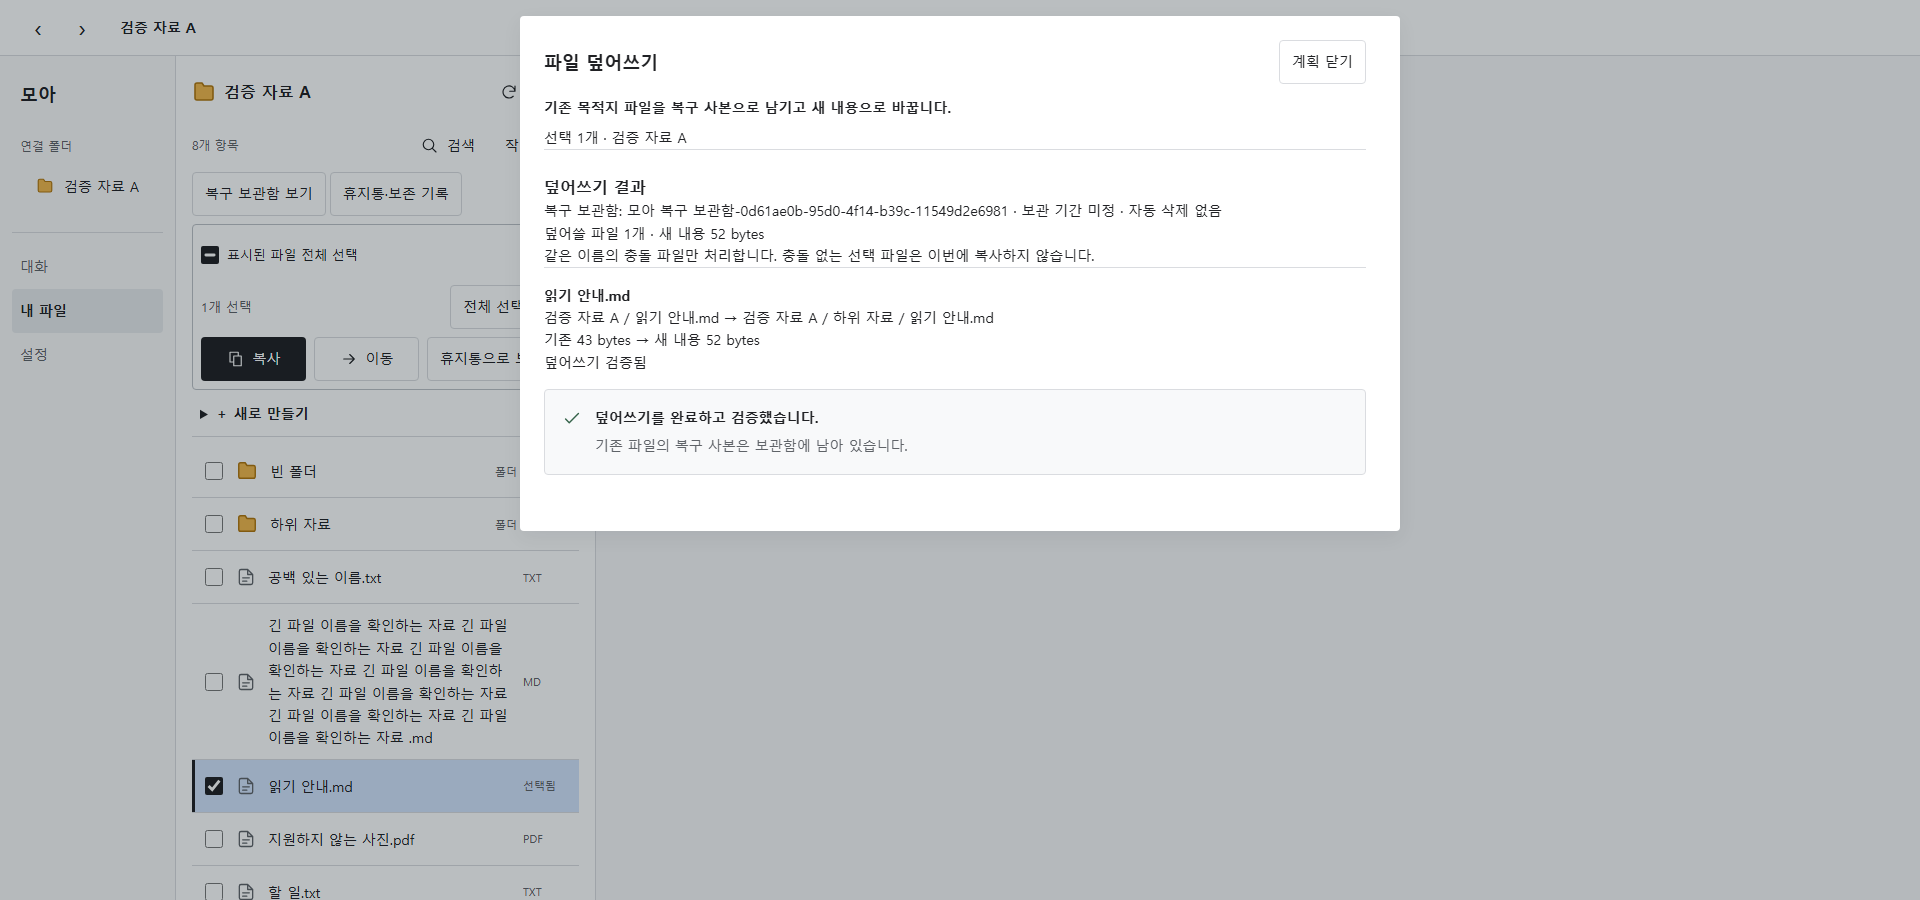 검증 자료 A
모아
연결 폴더
검증 자료 A
대화
내 파일
설정
검증 자료 A
8개 항목
검색
작
복구 보관함 보기
휴지통·보존 기록
표시된 파일 전체 선택
1개 선택
전체 선택
복사
이동
휴지통으로
+ 새로 만들기
빈 폴더
폴더
하위 자료
폴더
공백 있는 이름.txt
TXT
긴 파일 이름을 확인하는 자료 긴 파일
이름을 확인하는 자료 긴 파일 이름을
확인하는 자료 긴 파일 이름을 확인하
는 자료 긴 파일 이름을 확인하는 자료
긴 파일 이름을 확인하는 자료 긴 파일
이름을 확인하는 자료 .md
MD
읽기 안내.md
선택됨
지원하지 않는 사진.pdf
PDF
할 일.txt
TXT
파일 덮어쓰기
계획 닫기
기존 목적지 파일을 복구 사본으로 남기고 새 내용으로 바꿉니다.
선택 1개 · 검증 자료 A
덮어쓰기 결과
복구 보관함: 모아 복구 보관함-0d61ae0b-95d0-4f14-b39c-11549d2e6981 · 보관 기간 미정 · 자동 삭제 없음
덮어쓸 파일 1개 · 새 내용 52 bytes
같은 이름의 충돌 파일만 처리합니다. 충돌 없는 선택 파일은 이번에 복사하지 않습니다.
읽기 안내.md
검증 자료 A / 읽기 안내.md → 검증 자료 A / 하위 자료 / 읽기 안내.md
기존 43 bytes → 새 내용 52 bytes
덮어쓰기 검증됨
덮어쓰기를 완료하고 검증했습니다.
기존 파일의 복구 사본은 보관함에 남아 있습니다.